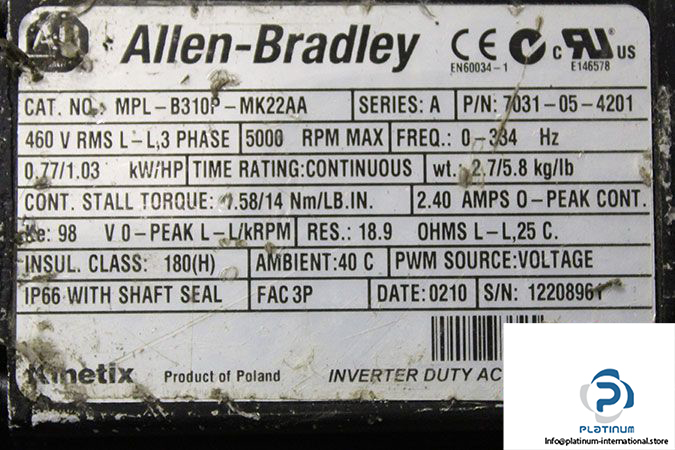 Allen-Bradley
CE
EN60034-1
c UR US
E146578
CAT. NO. MPL-B310P-MK22AA SERIES: A P/N: 7031-05-4201
460 V RMS L-L,3 PHASE 5000 RPM MAX FREQ.: 0-334 Hz
0.77/1.03 kW/HP TIME RATING:CONTINUOUS wt.: 2.7/5.8 kg/lb
CONT. STALL TORQUE: 1.58/14 Nm/LB.IN. 2.40 AMPS 0-PEAK CONT.
Ke: 98 V 0-PEAK L-L/kRPM RES.: 18.9 OHMS L-L,25 C.
INSUL. CLASS: 180(H) AMBIENT:40 C PWM SOURCE:VOLTAGE
IP66 WITH SHAFT SEAL FAC 3P DATE:0210 S/N:
Kinetix Product of Poland INVERTER DUTY AC
PLATINUM
Info@platinum-international.store